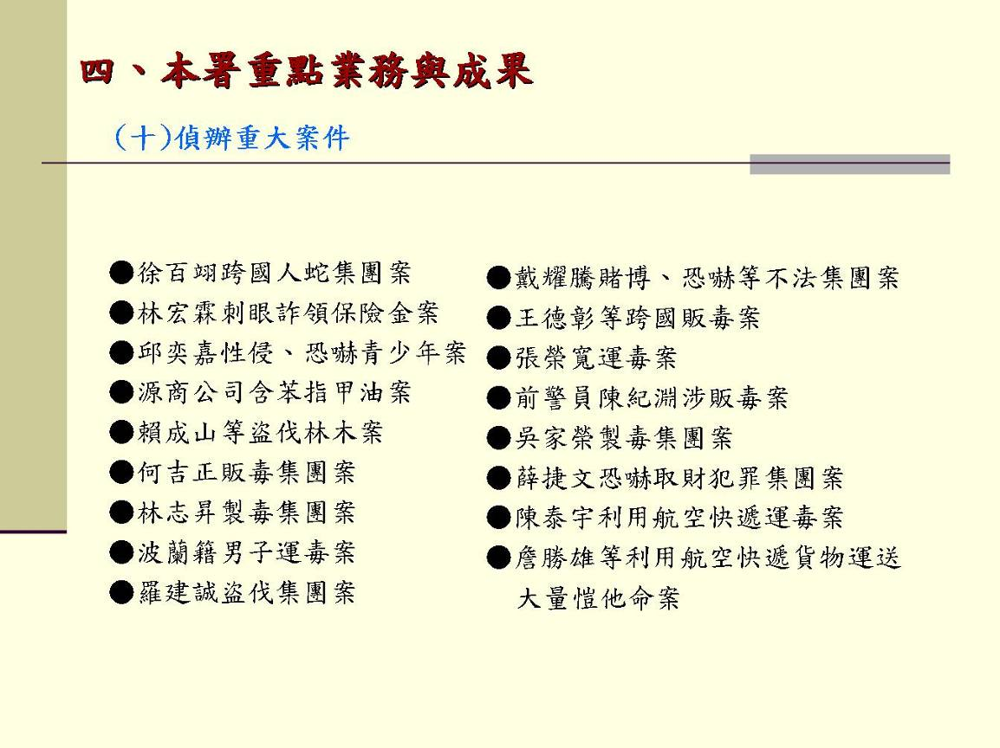 四、本署重點業務與成果
(十)偵辦重大案件
●徐百翊跨國人蛇集團案
●林宏霖刺眼詐領保險金案
●邱奕嘉性侵、恐嚇青少年案
●源商公司含苯指甲油案
●賴成山等盜伐林木案
●何吉正販毒集團案
●林志昇製毒集團案
●波蘭籍男子運毒案
●羅建誠盜伐集團案
●戴耀騰賭博、恐嚇等不法集團案
●王德彰等跨國販毒案
●張榮寬運毒案
●前警員陳紀淵涉販毒案
●吳家榮製毒集團案
●薛捷文恐嚇取財犯罪集團案
●陳泰宇利用航空快遞運毒案
●詹勝雄等利用航空快遞貨物運送
大量愷他命案